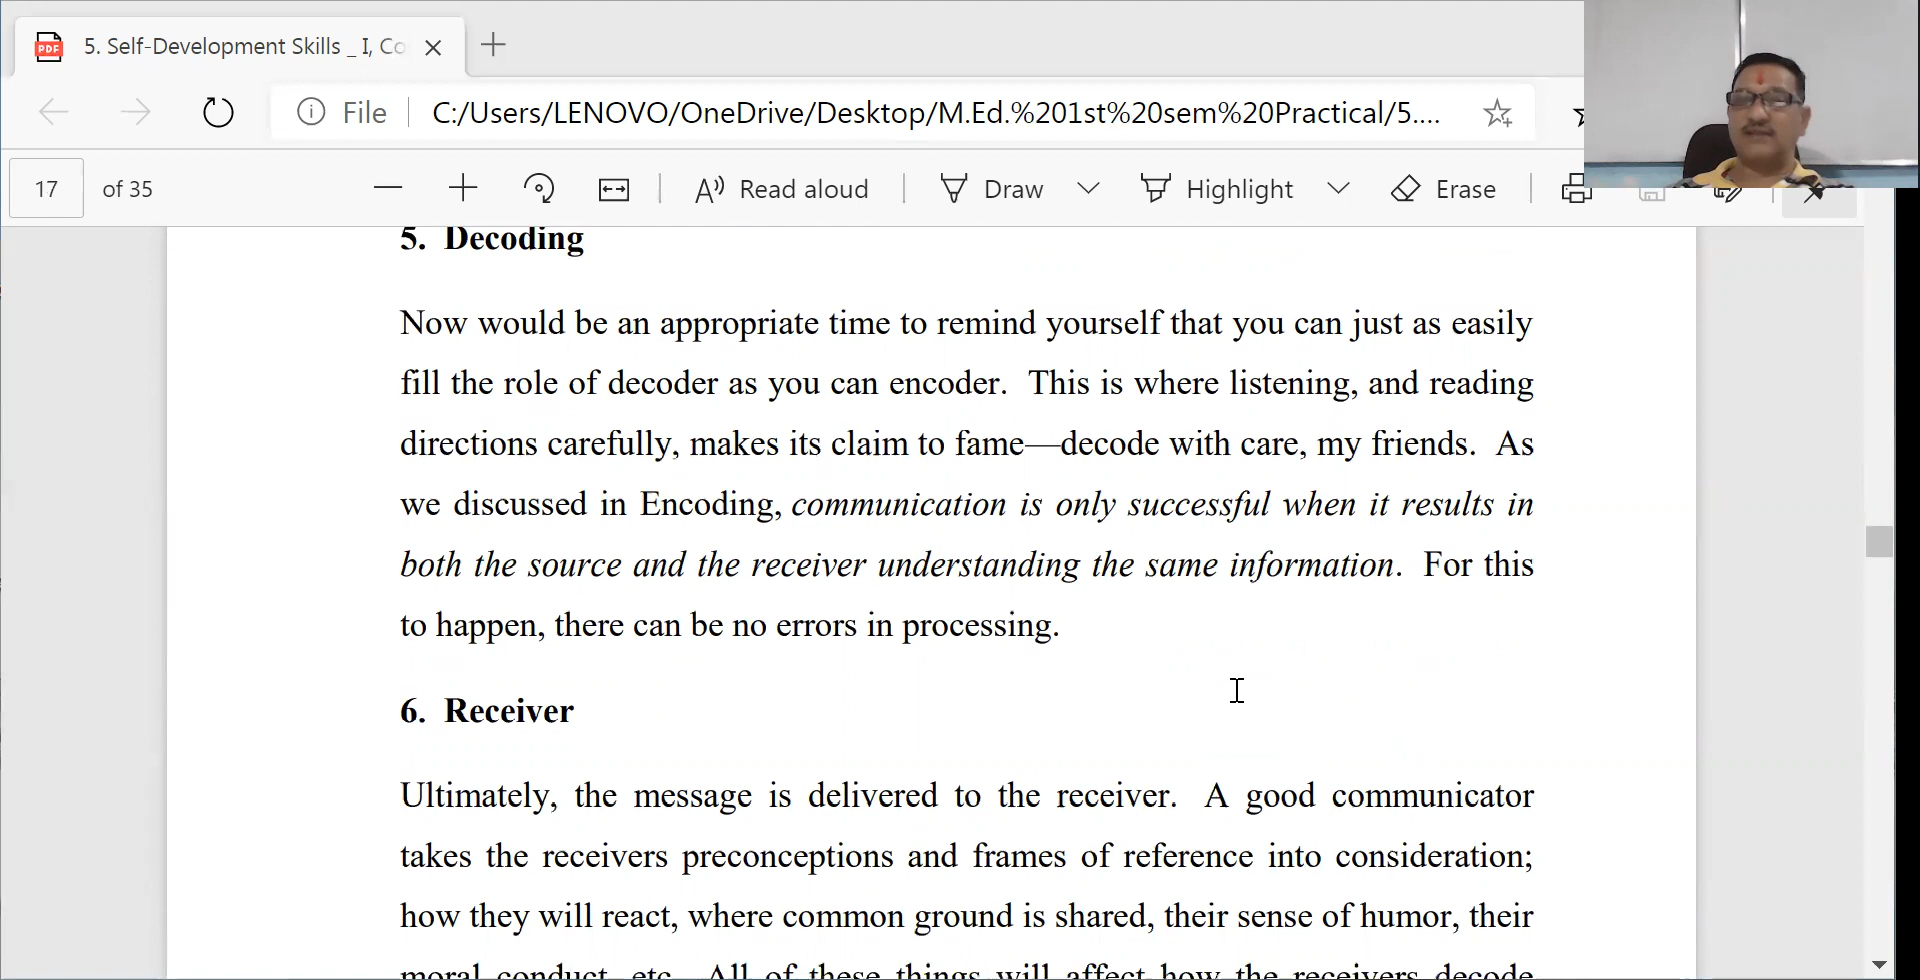 5. Self-Development Skills _ I, Co
File
C:/Users/LENOVO/OneDrive/Desktop/M.Ed.%201st%20sem%20Practical/5....
17 of 35
Read aloud
Draw
Highlight
Erase
5. Decoding
Now would be an appropriate time to remind yourself that you can just as easily
fill the role of decoder as you can encoder. This is where listening, and reading
directions carefully, makes its claim to fame—decode with care, my friends. As
we discussed in Encoding, communication is only successful when it results in
both the source and the receiver understanding the same information. For this
to happen, there can be no errors in processing.
6. Receiver
Ultimately, the message is delivered to the receiver. A good communicator
takes the receivers preconceptions and frames of reference into consideration;
how they will react, where common ground is shared, their sense of humor, their
moral conduct, etc. All of these things will affect how the receivers decode